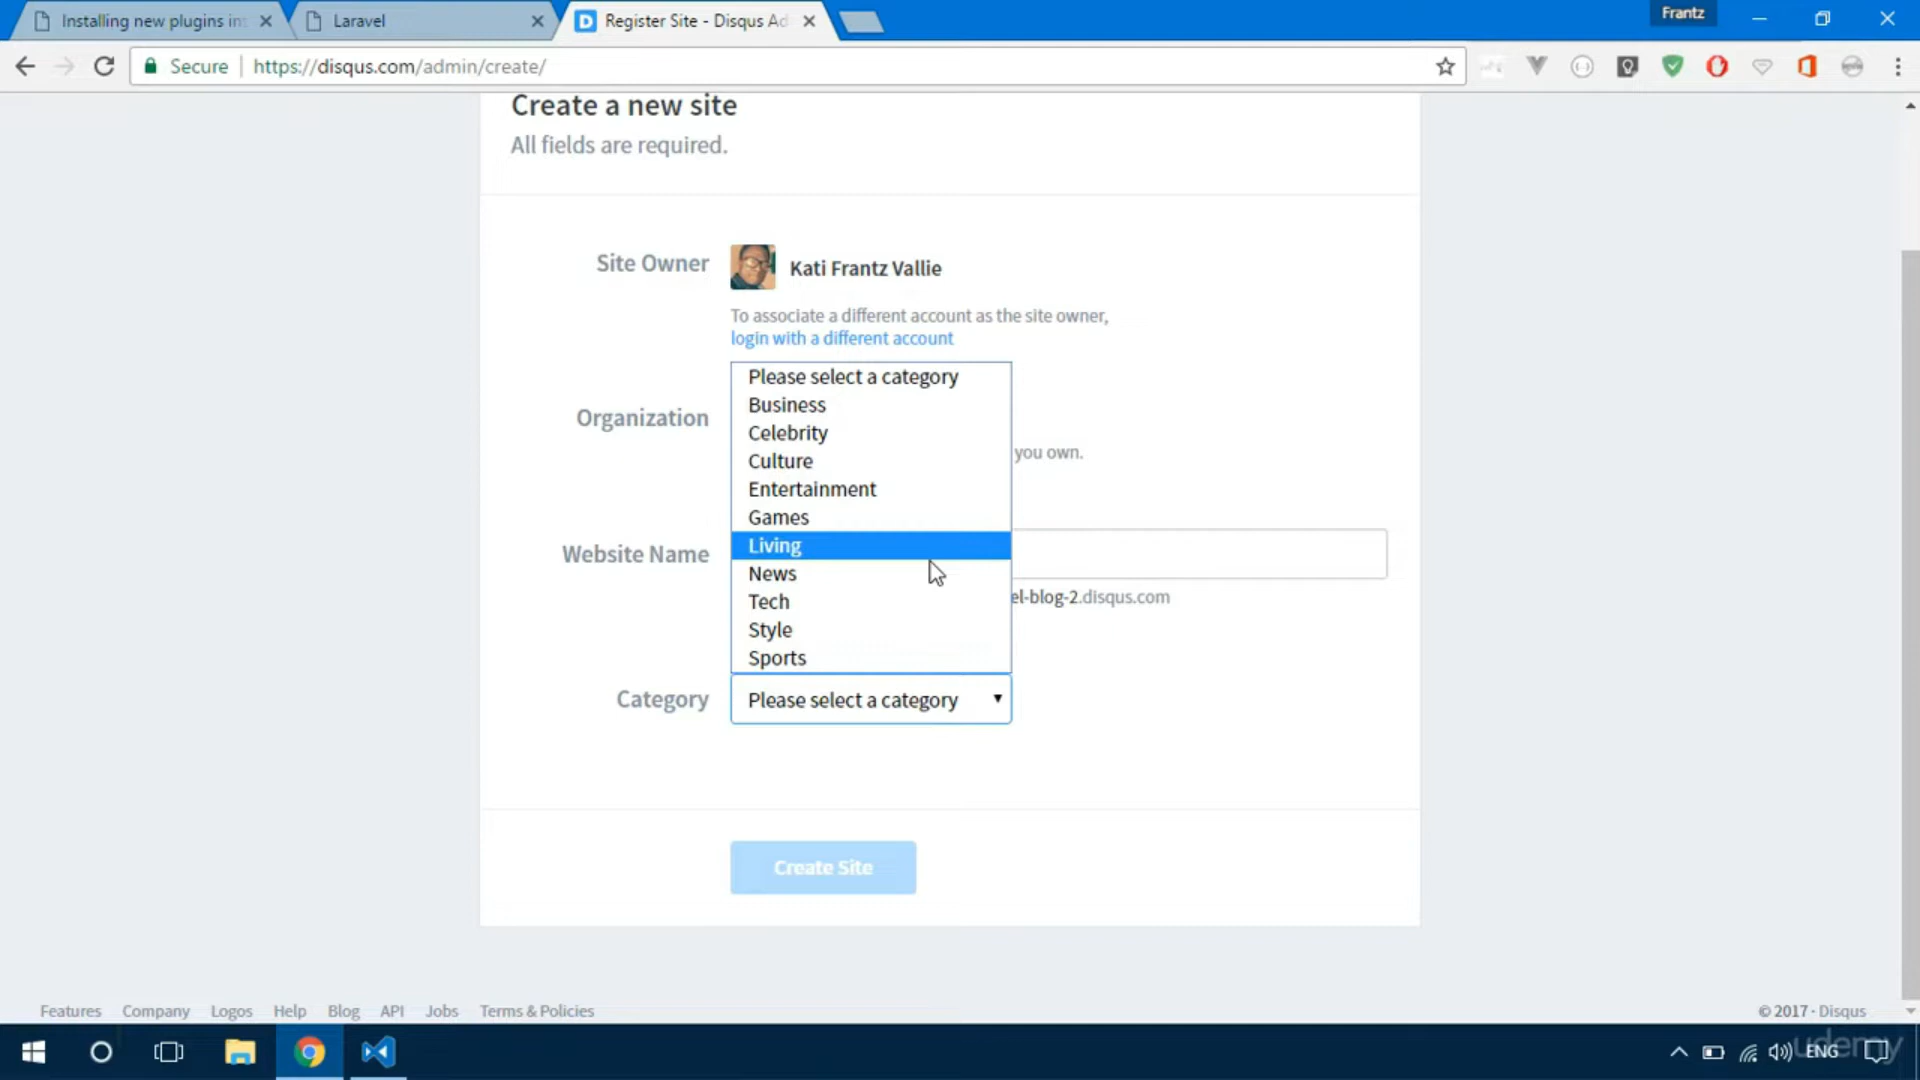 Installing new plugins int
Laravel
Register Site - Disqus Ad
Frantz
Secure
https://disqus.com/admin/create/
Create a new site
All fields are required.
Site Owner
Kati Frantz Vallie
To associate a different account as the site owner,
login with a different account
Please select a category
Business
Organization
Celebrity
you own.
Culture
Entertainment
Games
Living
Website Name
News
el-blog-2.disqus.com
Tech
Style
Sports
Category
Please select a category
Create Site
Features Company Logos Help Blog API Jobs Terms & Policies
© 2017 · Disqus
ENG
udemy